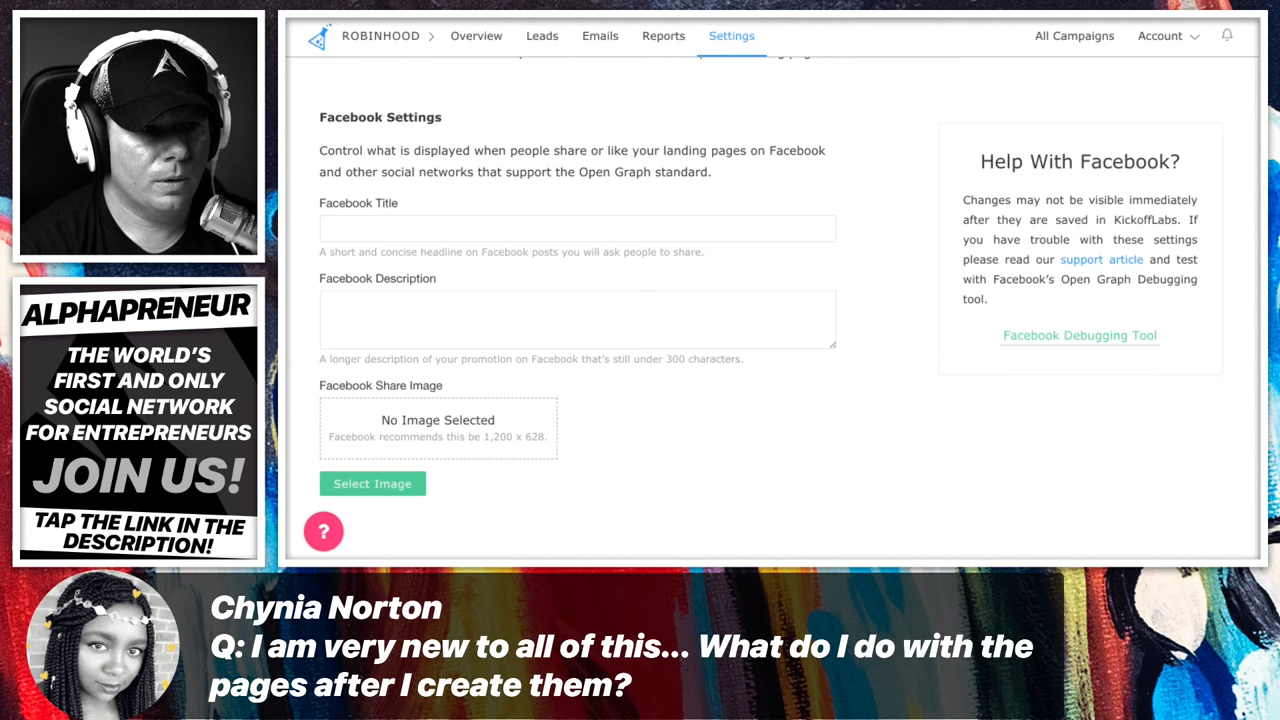 ROBINHOOD
Overview
Leads
Emails
Reports
Settings
All Campaigns
Account
Facebook Settings
Control what is displayed when people share or like your landing pages on Facebook
and other social networks that support the Open Graph standard.
Facebook Title
A short and concise headline on Facebook posts you will ask people to share.
Facebook Description
A longer description of your promotion on Facebook that's still under 300 characters.
Facebook Share Image
No Image Selected
Facebook recommends this be 1,200 x 628.
Select Image
?
Help With Facebook?
Changes may not be visible immediately
after they are saved in KickoffLabs. If
you have trouble with these settings
please read our support article and test
with Facebook's Open Graph Debugging
tool.
Facebook Debugging Tool
ALPHAPRENEUR
THE WORLD'S
FIRST AND ONLY
SOCIAL NETWORK
FOR ENTREPRENEURS
JOIN US!
TAP THE LINK IN THE
DESCRIPTION!
Chynia Norton
Q: I am very new to all of this... What do I do with the
pages after I create them?